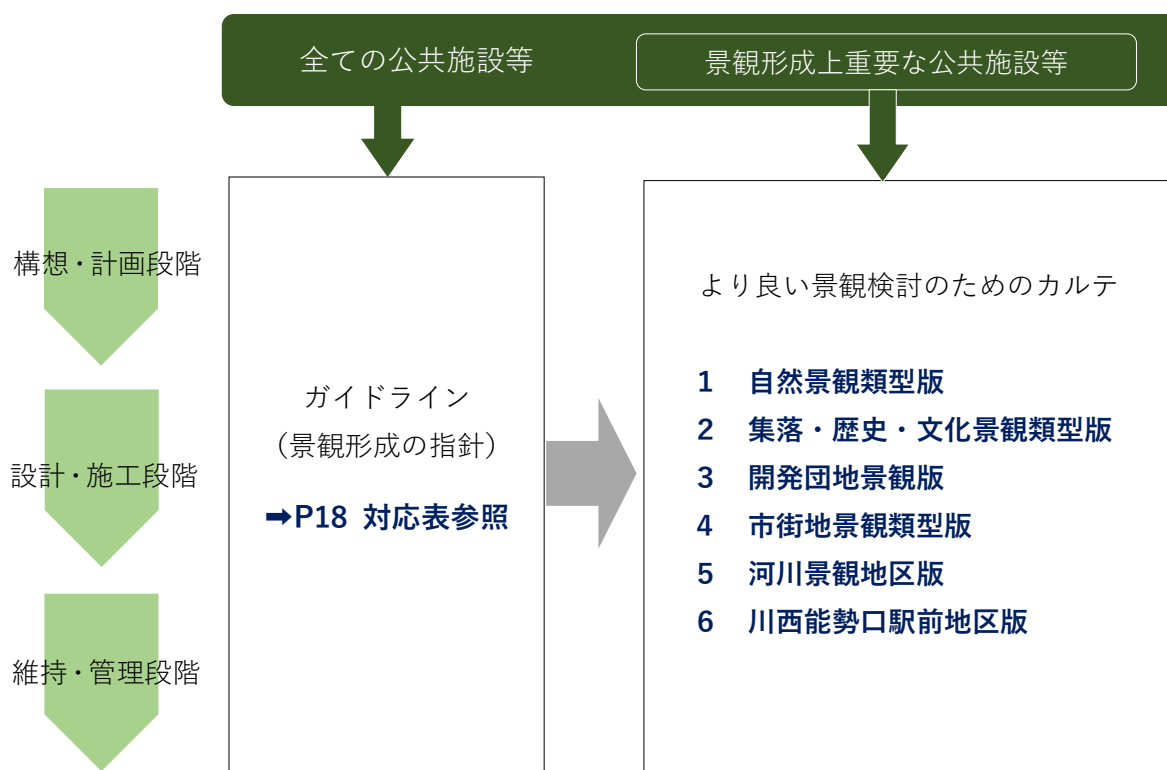 全ての公共施設等
景観形成上重要な公共施設等
構想・計画段階
設計・施工段階
維持・管理段階
ガイドライン
（景観形成の指針）
➡P18 対応表参照
より良い景観検討のためのカルテ
1 自然景観類型版
2 集落・歴史・文化景観類型版
3 開発団地景観版
4 市街地景観類型版
5 河川景観地区版
6 川西能勢口駅前地区版